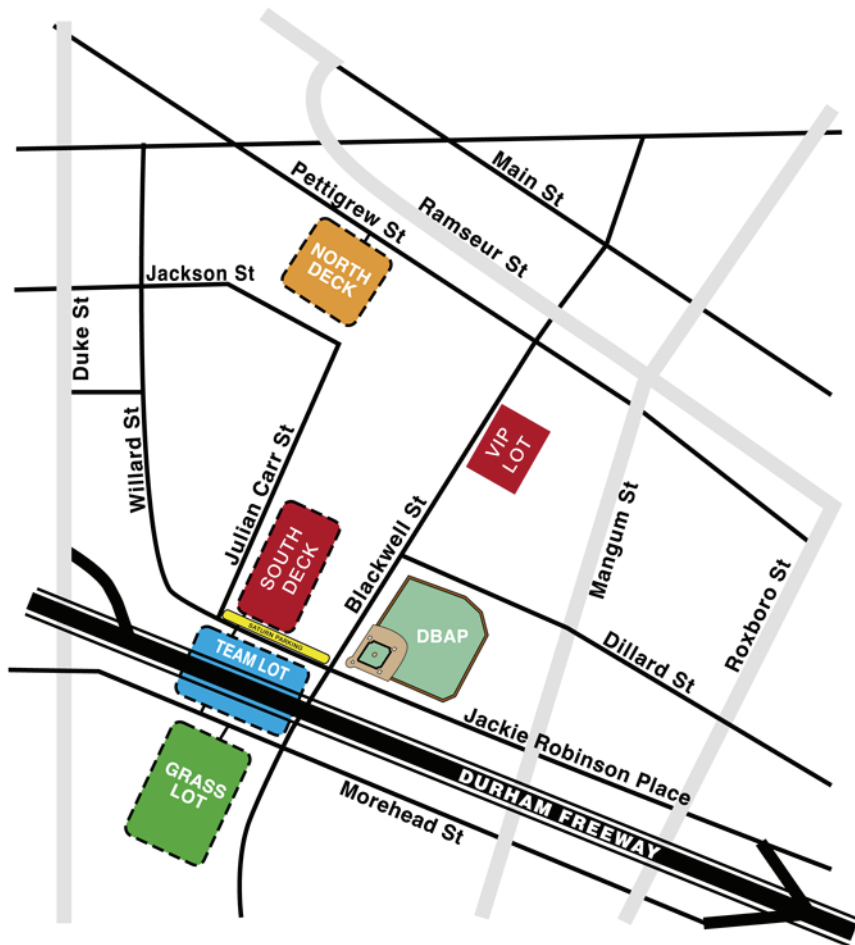 Main St
Pettigrew St
Ramseur St
NORTH
DECK
Jackson St
Duke St
Willard St
Julian Carr St
VIP
LOT
Blackwell St
SOUTH
DECK
Mangum St
Roxboro St
DBAP
SATURN PARKING
TEAM LOT
Dillard St
Jackie Robinson Place
GRASS
LOT
DURHAM FREEWAY
Morehead St